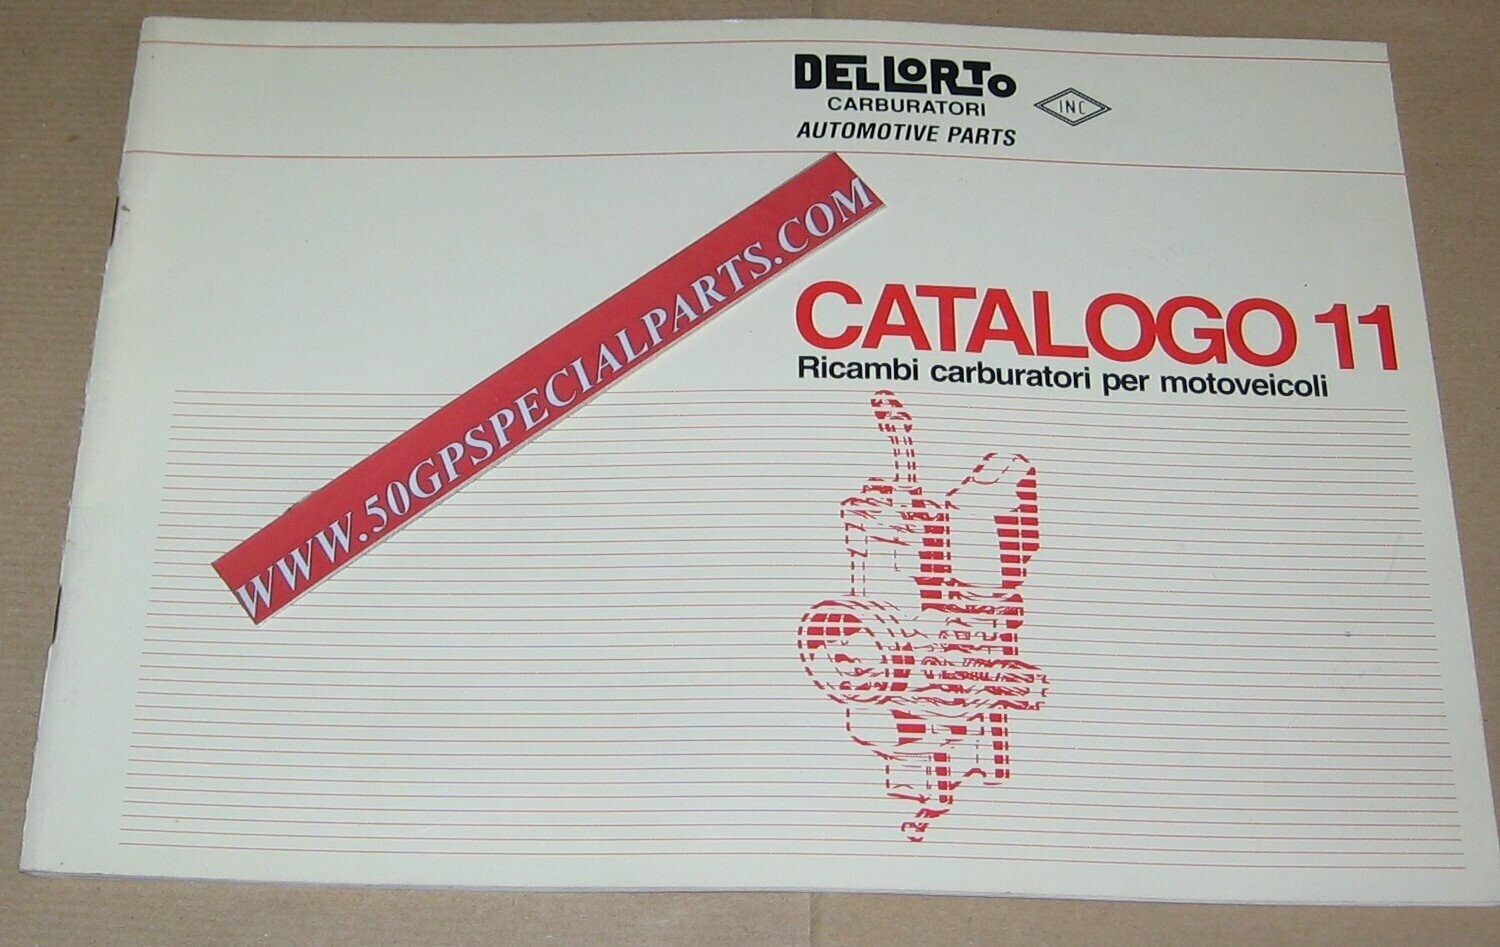 DELLORTO
CARBURATORI
INC
AUTOMOTIVE PARTS
WWW.50GPSPECIALPARTS.COM
CATALOGO 11
Ricambi carburatori per motoveicoli